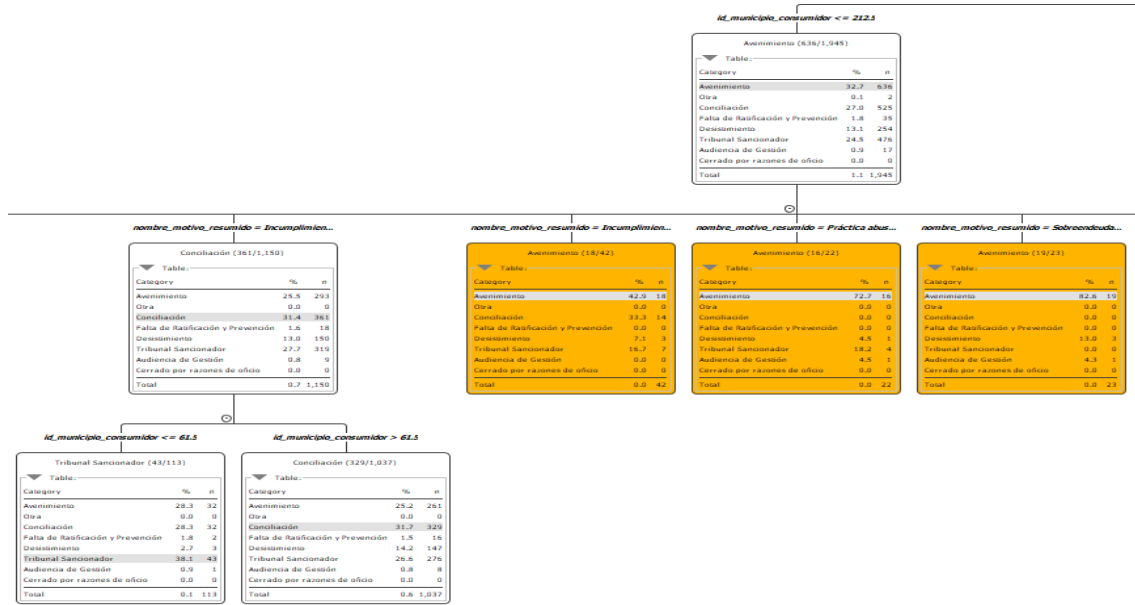 id_municipio_consumidor <= 212.5
Avenimiento (636/1,945)
Table:
Category % n
Avenimiento 32.7 636
Otra 0.1 2
Conciliación 27.0 525
Falta de Ratificación y Prevención 1.8 35
Desistimiento 13.1 254
Tribunal Sancionador 24.5 476
Audiencia de Gestión 0.9 17
Cerrado por razones de oficio 0.0 0
Total 1.1 1,945
nombre_motivo_resumido = Incumplimien...
Conciliación (361/1,150)
Table:
Category % n
Avenimiento 25.5 293
Otra 0.0 0
Conciliación 31.4 361
Falta de Ratificación y Prevención 1.6 18
Desistimiento 13.0 150
Tribunal Sancionador 27.7 319
Audiencia de Gestión 0.8 9
Cerrado por razones de oficio 0.0 0
Total 0.7 1,150
nombre_motivo_resumido = Incumplimien...
Avenimiento (18/42)
Table:
Category % n
Avenimiento 42.9 18
Otra 0.0 0
Conciliación 33.3 14
Falta de Ratificación y Prevención 0.0 0
Desistimiento 7.1 3
Tribunal Sancionador 16.7 7
Audiencia de Gestión 0.0 0
Cerrado por razones de oficio 0.0 0
Total 0.0 42
nombre_motivo_resumido = Práctica abus...
Avenimiento (16/22)
Table:
Category % n
Avenimiento 72.7 16
Otra 0.0 0
Conciliación 0.0 0
Falta de Ratificación y Prevención 0.0 0
Desistimiento 4.5 1
Tribunal Sancionador 18.2 4
Audiencia de Gestión 4.5 1
Cerrado por razones de oficio 0.0 0
Total 0.0 22
nombre_motivo_resumido = Sobreendeuda...
Avenimiento (19/23)
Table:
Category % n
Avenimiento 82.6 19
Otra 0.0 0
Conciliación 0.0 0
Falta de Ratificación y Prevención 0.0 0
Desistimiento 13.0 3
Tribunal Sancionador 0.0 0
Audiencia de Gestión 4.3 1
Cerrado por razones de oficio 0.0 0
Total 0.0 23
id_municipio_consumidor <= 61.5
Tribunal Sancionador (43/113)
Table:
Category % n
Avenimiento 28.3 32
Otra 0.0 0
Conciliación 28.3 32
Falta de Ratificación y Prevención 1.8 2
Desistimiento 2.7 3
Tribunal Sancionador 38.1 43
Audiencia de Gestión 0.9 1
Cerrado por razones de oficio 0.0 0
Total 0.1 113
id_municipio_consumidor > 61.5
Conciliación (329/1,037)
Table:
Category % n
Avenimiento 25.2 261
Otra 0.0 0
Conciliación 31.7 329
Falta de Ratificación y Prevención 1.5 16
Desistimiento 14.2 147
Tribunal Sancionador 26.6 276
Audiencia de Gestión 0.8 8
Cerrado por razones de oficio 0.0 0
Total 0.6 1,037